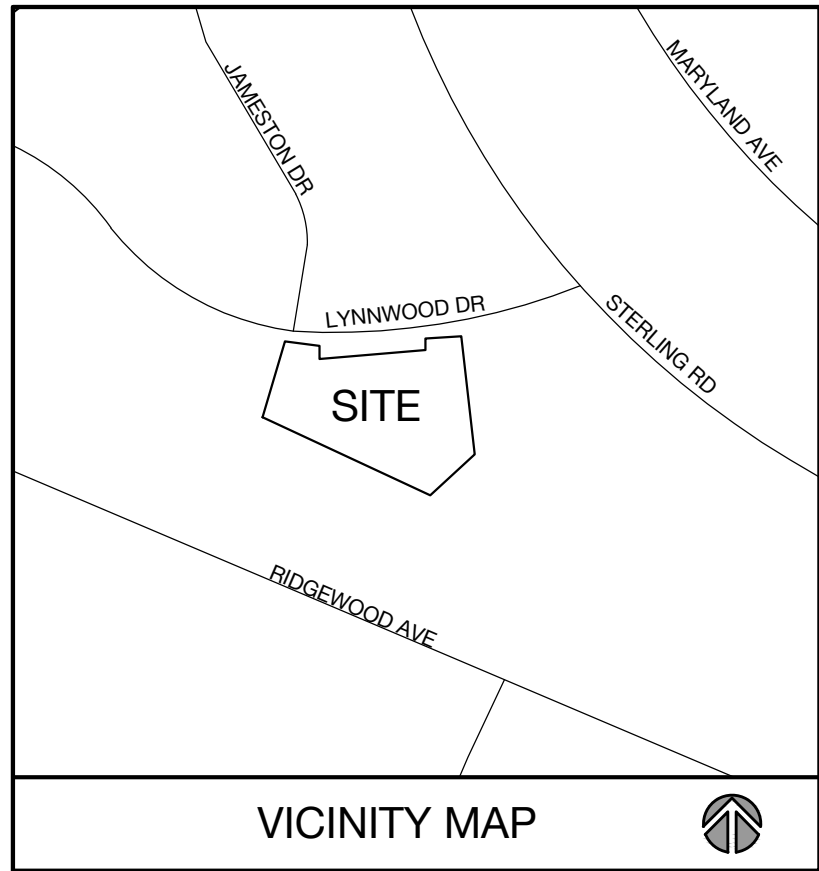 MARYLAND AVE
JAMESTON DR
LYNNWOOD DR
STERLING RD
SITE
RIDGEWOOD AVE
VICINITY MAP